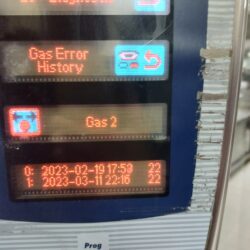 Gas Error
History
Gas 2
0: 2023-02-19 17:59 22
1: 2023-03-11 22:16 22
Prog